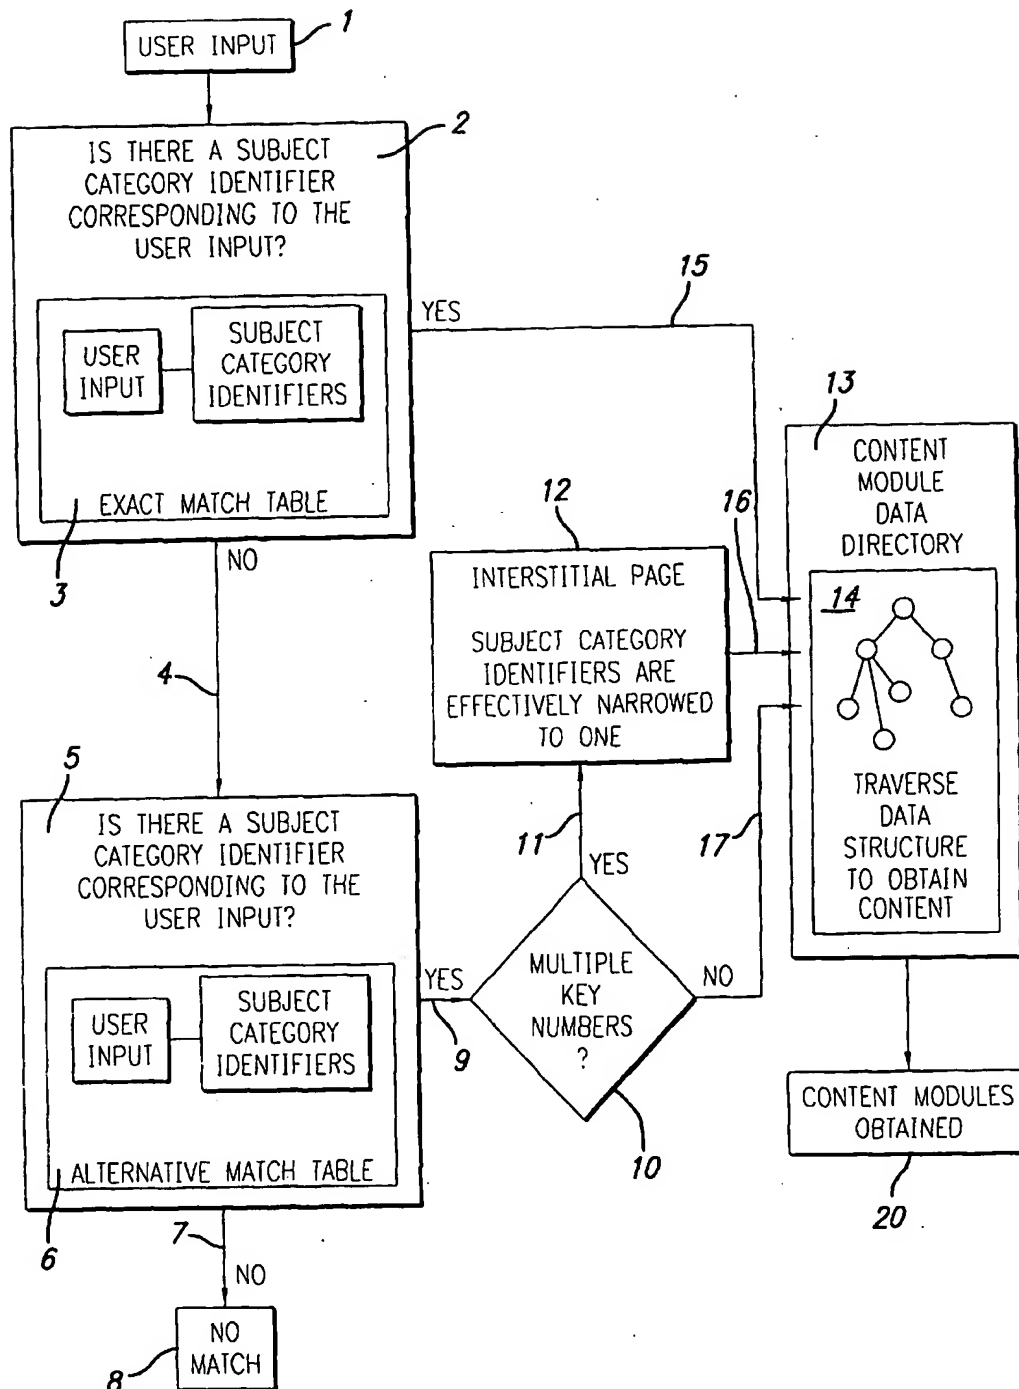 1
USER INPUT
2
IS THERE A SUBJECT
CATEGORY IDENTIFIER
CORRESPONDING TO THE
USER INPUT?
USER
INPUT
SUBJECT
CATEGORY
IDENTIFIERS
EXACT MATCH TABLE
3
YES
15
NO
4
12
INTERSTITIAL PAGE
SUBJECT CATEGORY
IDENTIFIERS ARE
EFFECTIVELY NARROWED
TO ONE
16
13
CONTENT
MODULE
DATA
DIRECTORY
14
TRAVERSE
DATA
STRUCTURE
TO OBTAIN
CONTENT
5
IS THERE A SUBJECT
CATEGORY IDENTIFIER
CORRESPONDING TO THE
USER INPUT?
USER
INPUT
SUBJECT
CATEGORY
IDENTIFIERS
ALTERNATIVE MATCH TABLE
6
YES
9
11
YES
MULTIPLE
KEY
NUMBERS
?
10
NO
17
CONTENT MODULES
OBTAINED
20
7
NO
NO
MATCH
8